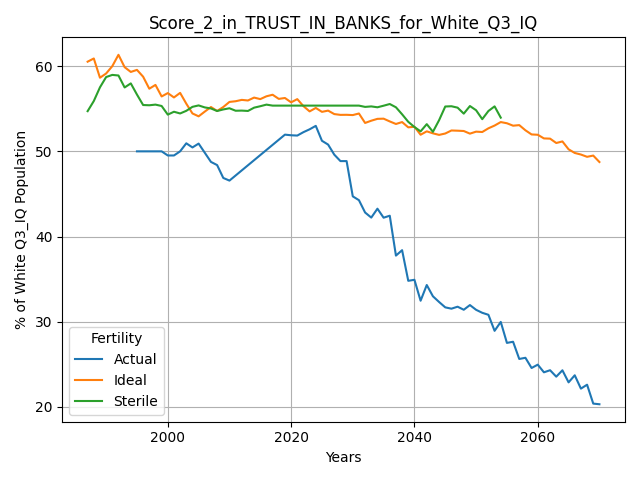 Score_2_in_TRUST_IN_BANKS_for_White_Q3_IQ
% of White Q3_IQ Population
60
50
40
30
20
Fertility
Actual
Ideal
Sterile
2000
2020
2040
2060
Years